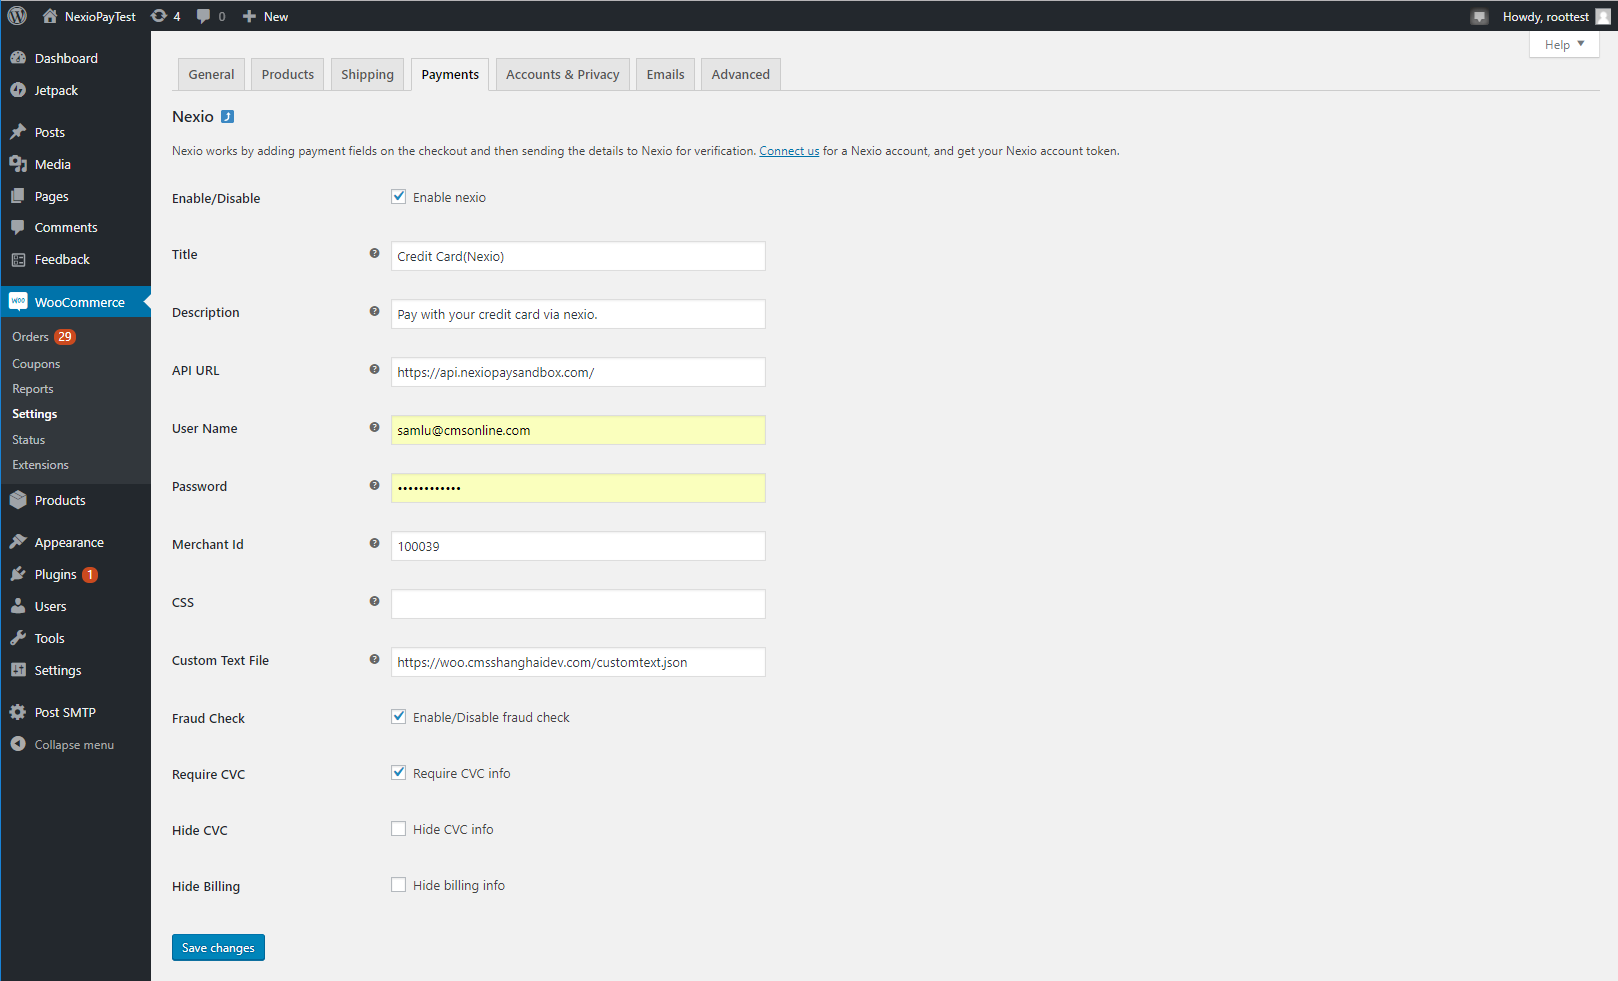 NexioPayTest 4 0 New Howdy, roottest
Help
Dashboard
Jetpack
Posts
Media
Pages
Comments
Feedback
WooCommerce
Orders 29
Coupons
Reports
Settings
Status
Extensions
Products
Appearance
Plugins 1
Users
Tools
Settings
Post SMTP
Collapse menu
General Products Shipping Payments Accounts & Privacy Emails Advanced
Nexio
Nexio works by adding payment fields on the checkout and then sending the details to Nexio for verification. Connect us for a Nexio account, and get your Nexio account token.
Enable/Disable Enable nexio
Title Credit Card(Nexio)
Description Pay with your credit card via nexio.
API URL https://api.nexiopaysandbox.com/
User Name samlu@cmsonline.com
Password ••••••••••••
Merchant Id 100039
CSS
Custom Text File https://woo.cmsshanghaidev.com/customtext.json
Fraud Check Enable/Disable fraud check
Require CVC Require CVC info
Hide CVC Hide CVC info
Hide Billing Hide billing info
Save changes